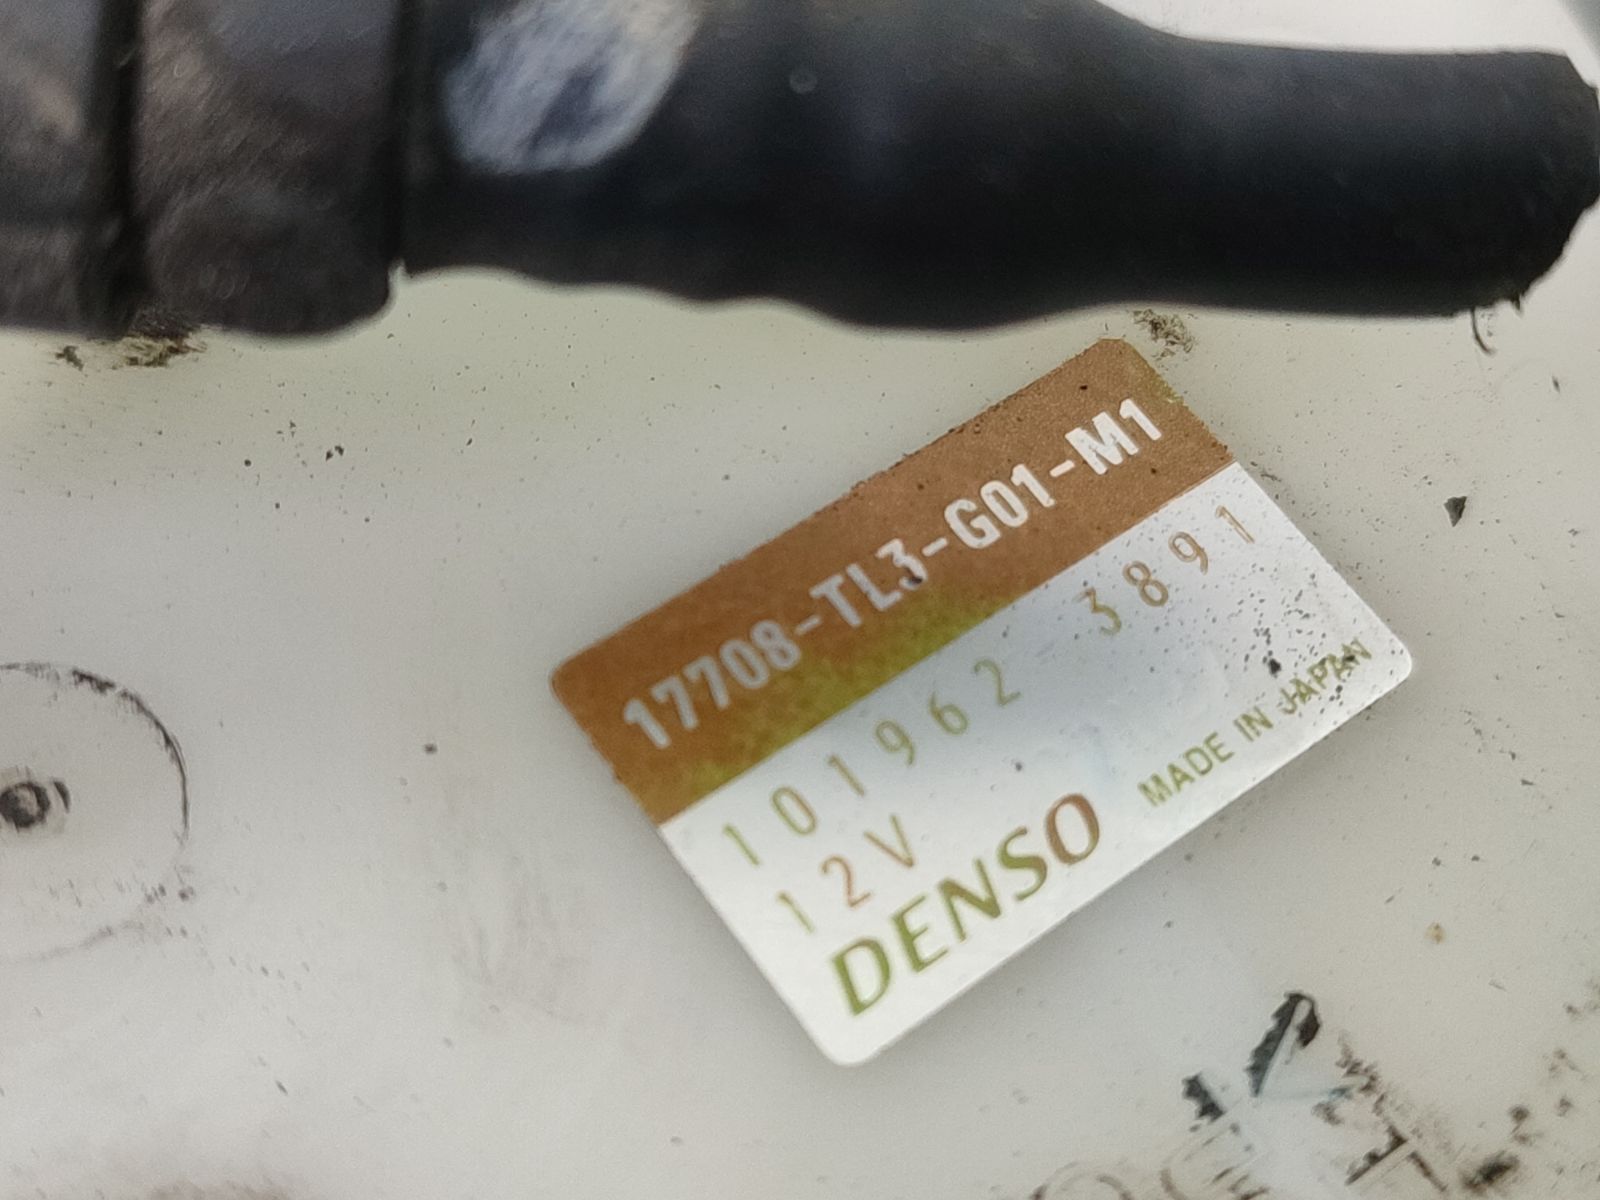 17708-TL3-G01-M1
101962 3891
12V
DENSO MADE IN JAPAN